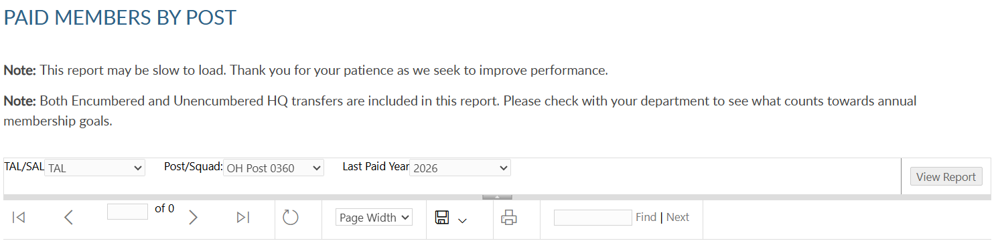 PAID MEMBERS BY POST
Note: This report may be slow to load. Thank you for your patience as we seek to improve performance.
Note: Both Encumbered and Unencumbered HQ transfers are included in this report. Please check with your department to see what counts towards annual
membership goals.
TAL/SAL TAL Post/Squad: OH Post 0360 Last Paid Year 2026 View Report
of 0 Page Width Find | Next